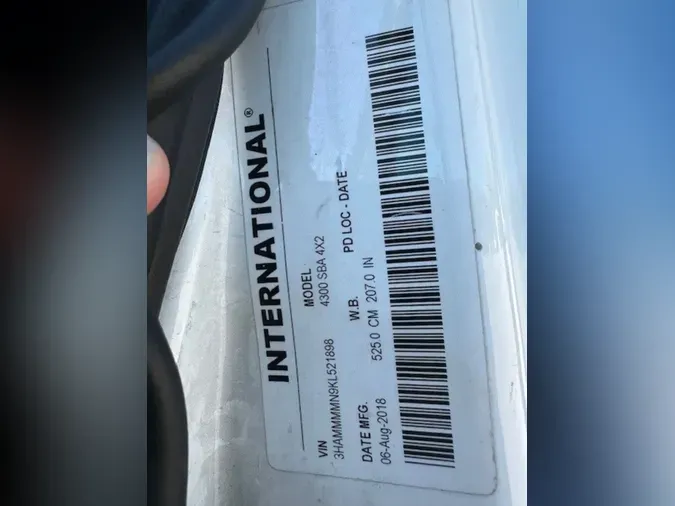 INTERNATIONAL®
VIN MODEL
3HAMMMMN9KL521898 4300 SBA 4X2
DATE MFG. W.B. PD LOC - DATE
06-Aug-2018 525.0 CM 207.0 IN